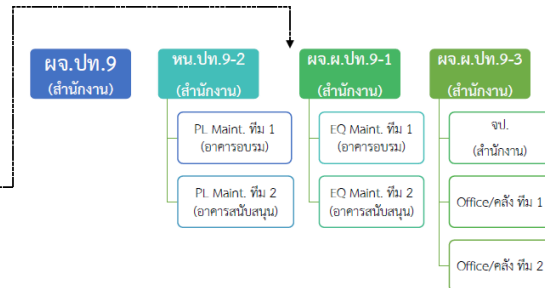 ผจ.ปท.9
(สำนักงาน)
หน.ปท.9-2
(สำนักงาน)
ผจ.ผ.ปท.9-1
(สำนักงาน)
ผจ.ผ.ปท.9-3
(สำนักงาน)
PL Maint. ทีม 1
(อาคารอบรม)
EQ Maint. ทีม 1
(อาคารอบรม)
จป.
(สำนักงาน)
PL Maint. ทีม 2
(อาคารสนับสนุน)
EQ Maint. ทีม 2
(อาคารสนับสนุน)
Office/คลัง ทีม 1
Office/คลัง ทีม 2